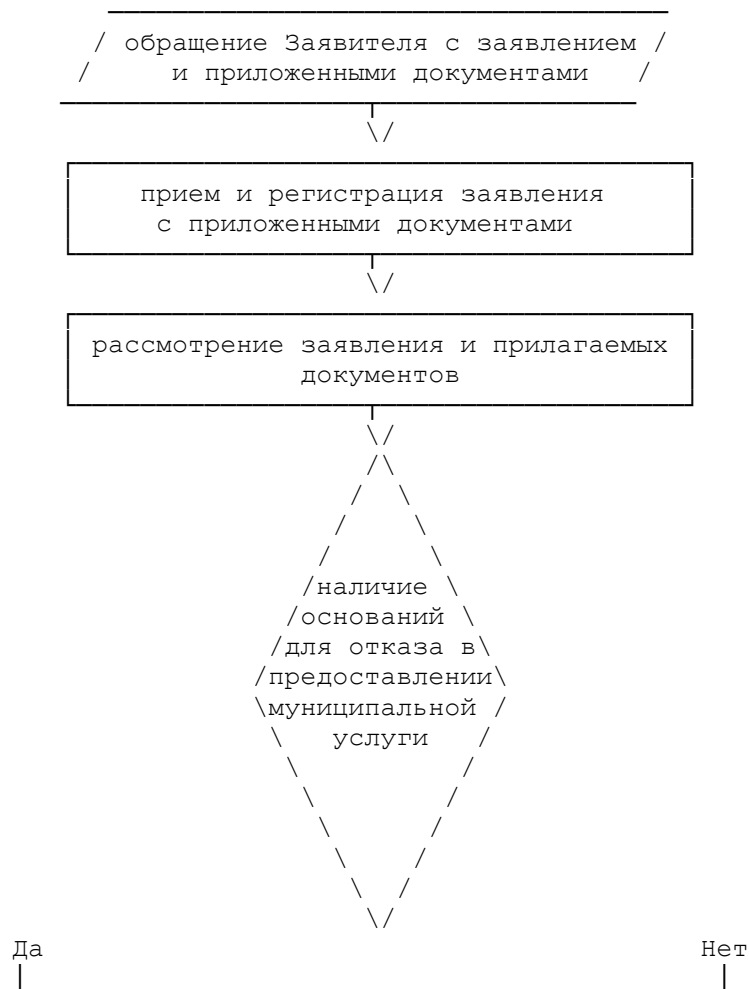 обращение Заявителя с заявлением
и приложенными документами
прием и регистрация заявления
с приложенными документами
рассмотрение заявления и прилагаемых
документов
наличие
оснований
для отказа в
предоставлении
муниципальной
услуги
Да Нет